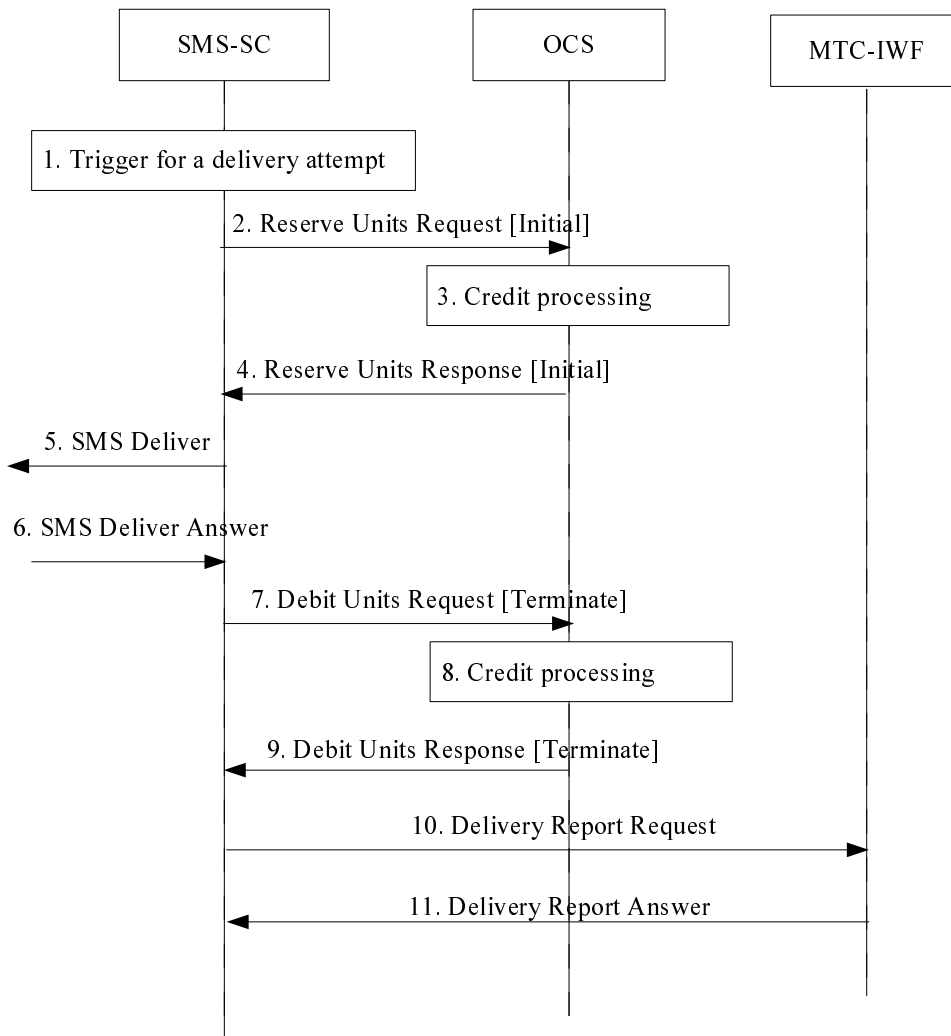 SMS-SC
OCS
MTC-IWF
1. Trigger for a delivery attempt
2. Reserve Units Request [Initial]
3. Credit processing
4. Reserve Units Response [Initial]
5. SMS Deliver
6. SMS Deliver Answer
7. Debit Units Request [Terminate]
8. Credit processing
9. Debit Units Response [Terminate]
10. Delivery Report Request
11. Delivery Report Answer